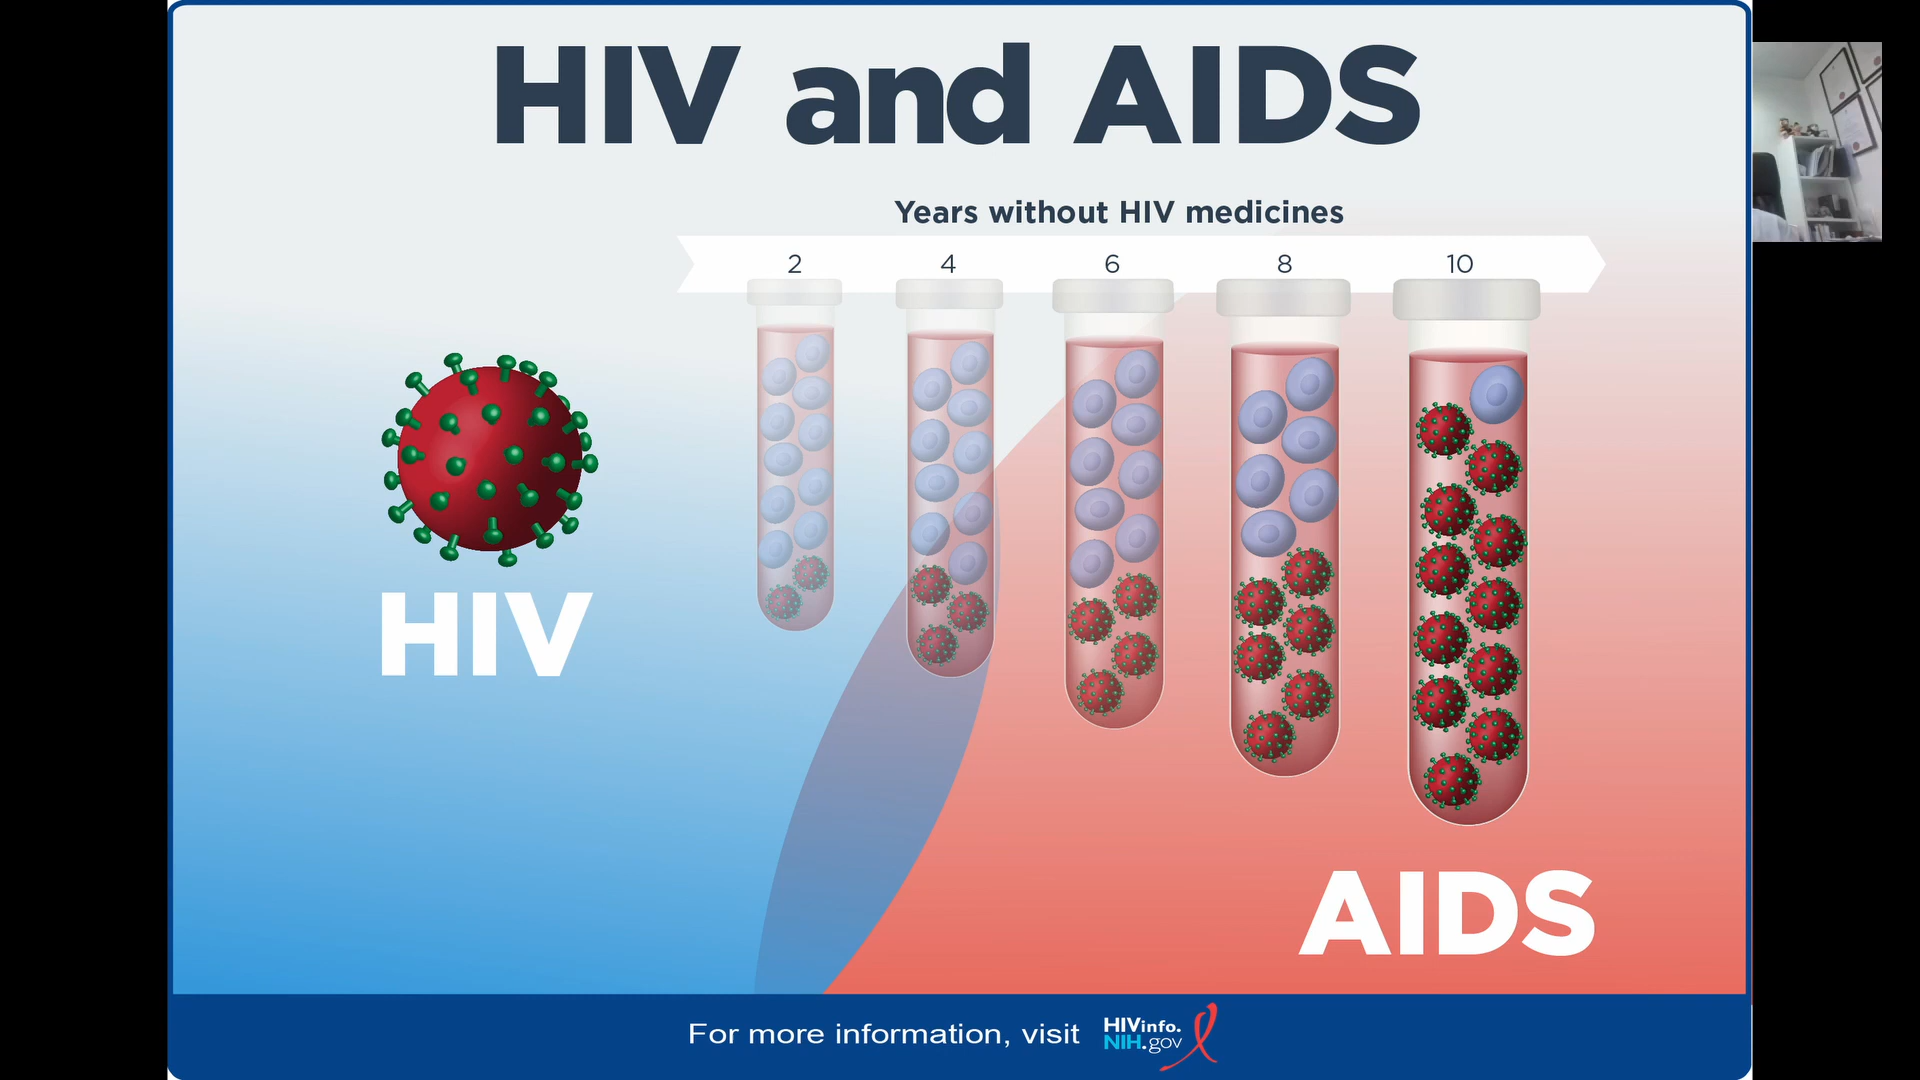 HIV and AIDS
Years without HIV medicines
2 4 6 8 10
HIV
AIDS
For more information, visit
HIVinfo.
NIH.gov